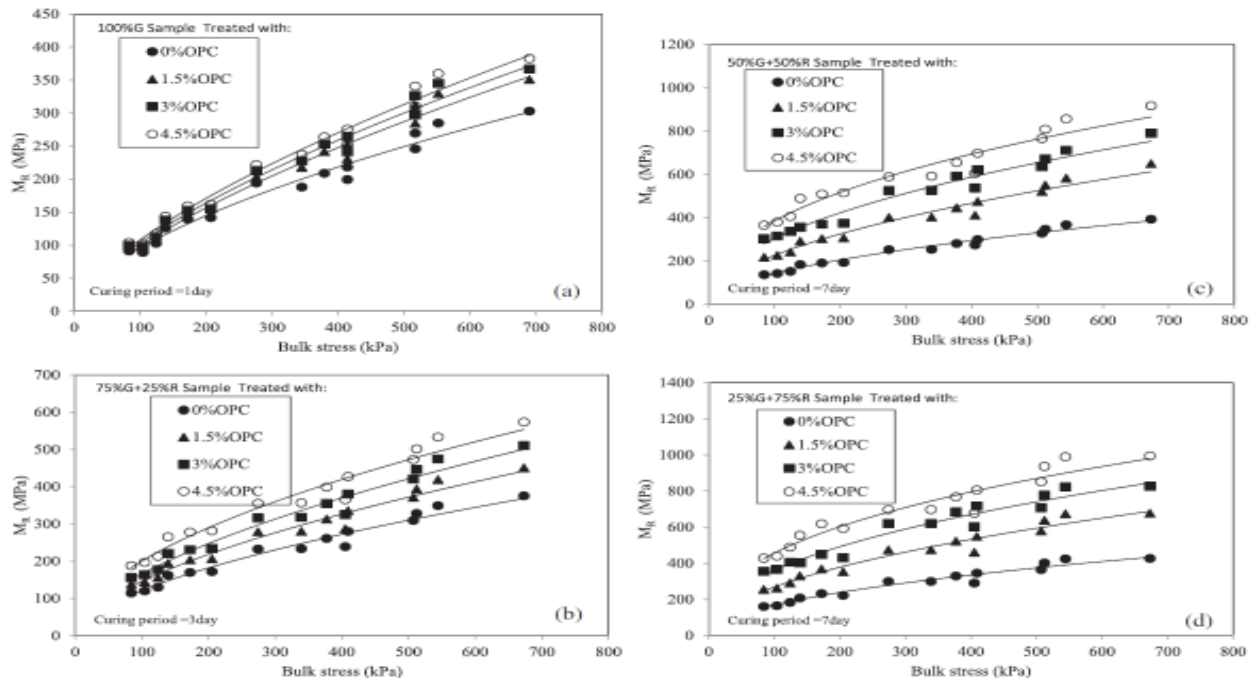 100%G Sample Treated with:
0%OPC
1.5%OPC
3%OPC
4.5%OPC
450
400
350
300
250
200
150
100
50
0
M_R (MPa)
Curing period =1day
(a)
0 100 200 300 400 500 600 700 800
Bulk stress (kPa)
75%G+25%R Sample Treated with:
0%OPC
1.5%OPC
3%OPC
4.5%OPC
700
600
500
400
300
200
100
0
M_R (MPa)
Curing period =3day
(b)
0 100 200 300 400 500 600 700 800
Bulk stress (kPa)
50%G+50%R Sample Treated with:
0%OPC
1.5%OPC
3%OPC
4.5%OPC
1200
1000
800
600
400
200
0
M_R (MPa)
Curing period =7day
(c)
0 100 200 300 400 500 600 700 800
Bulk stress (kPa)
25%G+75%R Sample Treated with:
0%OPC
1.5%OPC
3%OPC
4.5%OPC
1400
1200
1000
800
600
400
200
0
M_R (MPa)
Curing period =7day
(d)
0 100 200 300 400 500 600 700 800
Bulk stress (kPa)